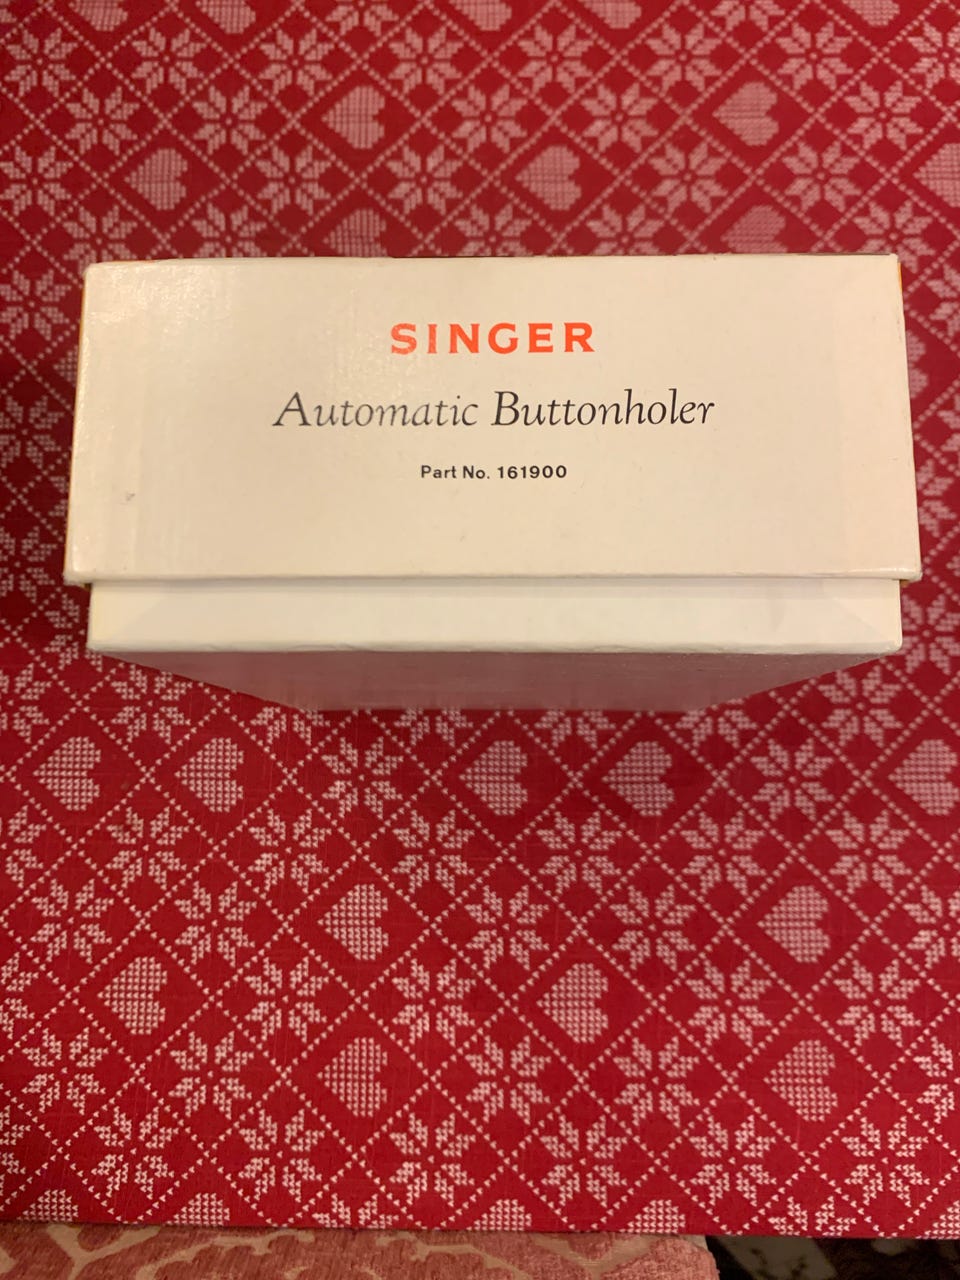 SINGER
Automatic Buttonholer
Part No. 161900